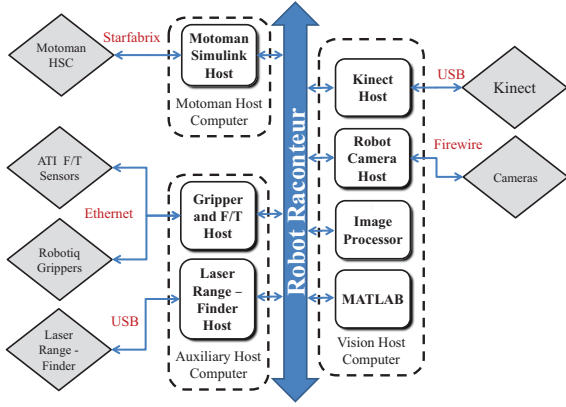 Motoman
HSC
Starfabrix
Motoman
Simulink
Host
Motoman Host
Computer
ATI F/T
Sensors
Ethernet
Robotiq
Grippers
Gripper
and F/T
Host
Laser
Range –
Finder
Host
USB
Laser
Range -
Finder
Auxiliary Host
Computer
Robot Raconteur
Kinect
Host
USB
Kinect
Robot
Camera
Host
Firewire
Cameras
Image
Processor
MATLAB
Vision Host
Computer